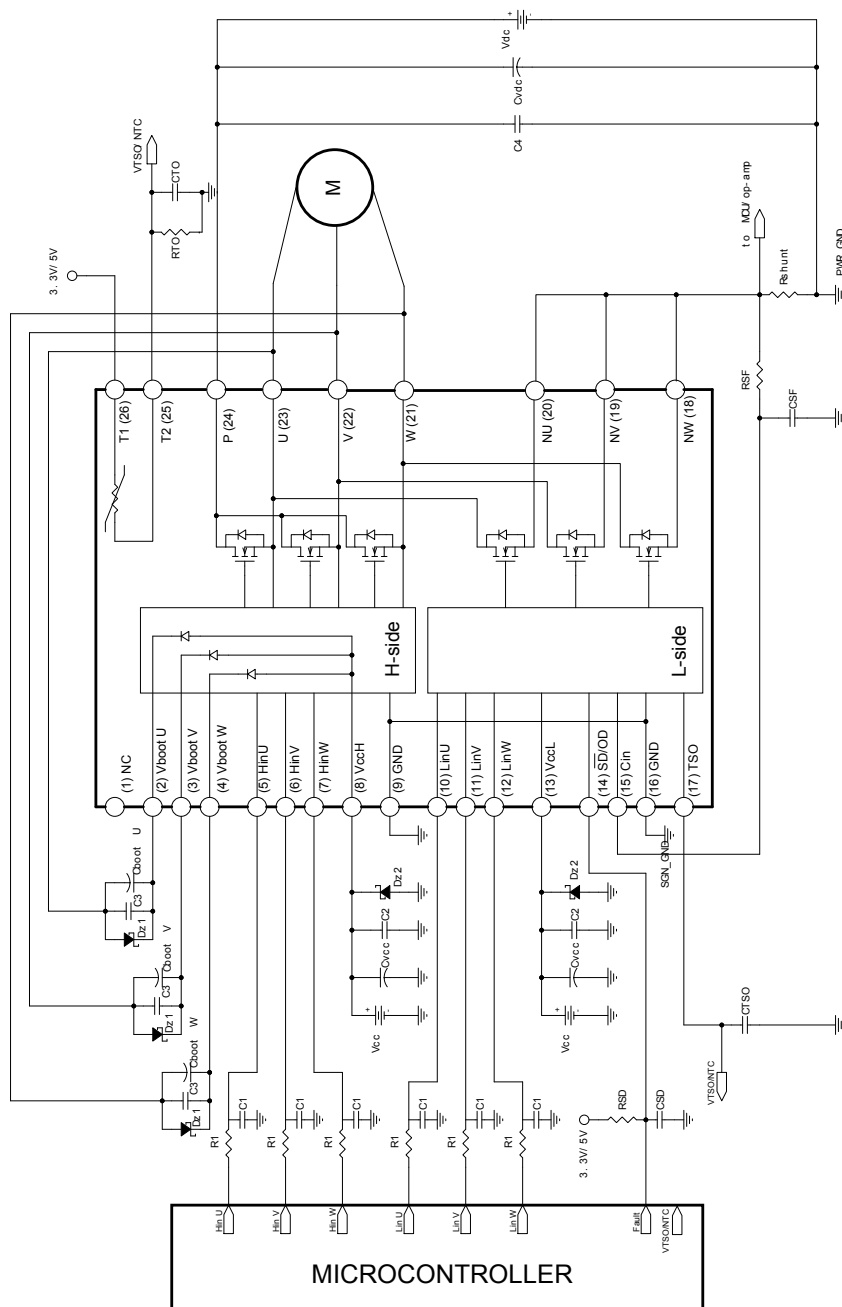 Vdc
+
-
Cvdc
C4
VTSO/ NTC
CTO
RTO
3. 3V/ 5V
M
to MCU/ op-amp
Rshunt
PWR_GND
RSF
CSF
T1 (26)
T2 (25)
P (24)
U (23)
V (22)
W (21)
NU (20)
NV (19)
NW (18)
H-side
L-side
(1) NC
(2) Vboot U
(3) Vboot V
(4) Vboot W
(5) HinU
(6) HinV
(7) HinW
(8) VccH
(9) GND
(10) LinU
(11) LinV
(12) LinW
(13) VccL
(14) SD/OD
(15) Cin
(16) GND
(17) TSO
SGN_GND
Cboot U
C3
Dz1
Cboot V
C3
Dz1
Cboot W
C3
Dz1
Dz2
C2
Cvcc
Vcc
+
-
Dz2
C2
Cvcc
Vcc
+
-
CTSO
VTSO/NTC
R1
C1
R1
C1
R1
C1
R1
C1
R1
C1
R1
C1
3. 3V/ 5V
RSD
CSD
Hin U
Hin V
Hin W
Lin U
Lin V
Lin W
Fault
VTSO/NTC
MICROCONTROLLER